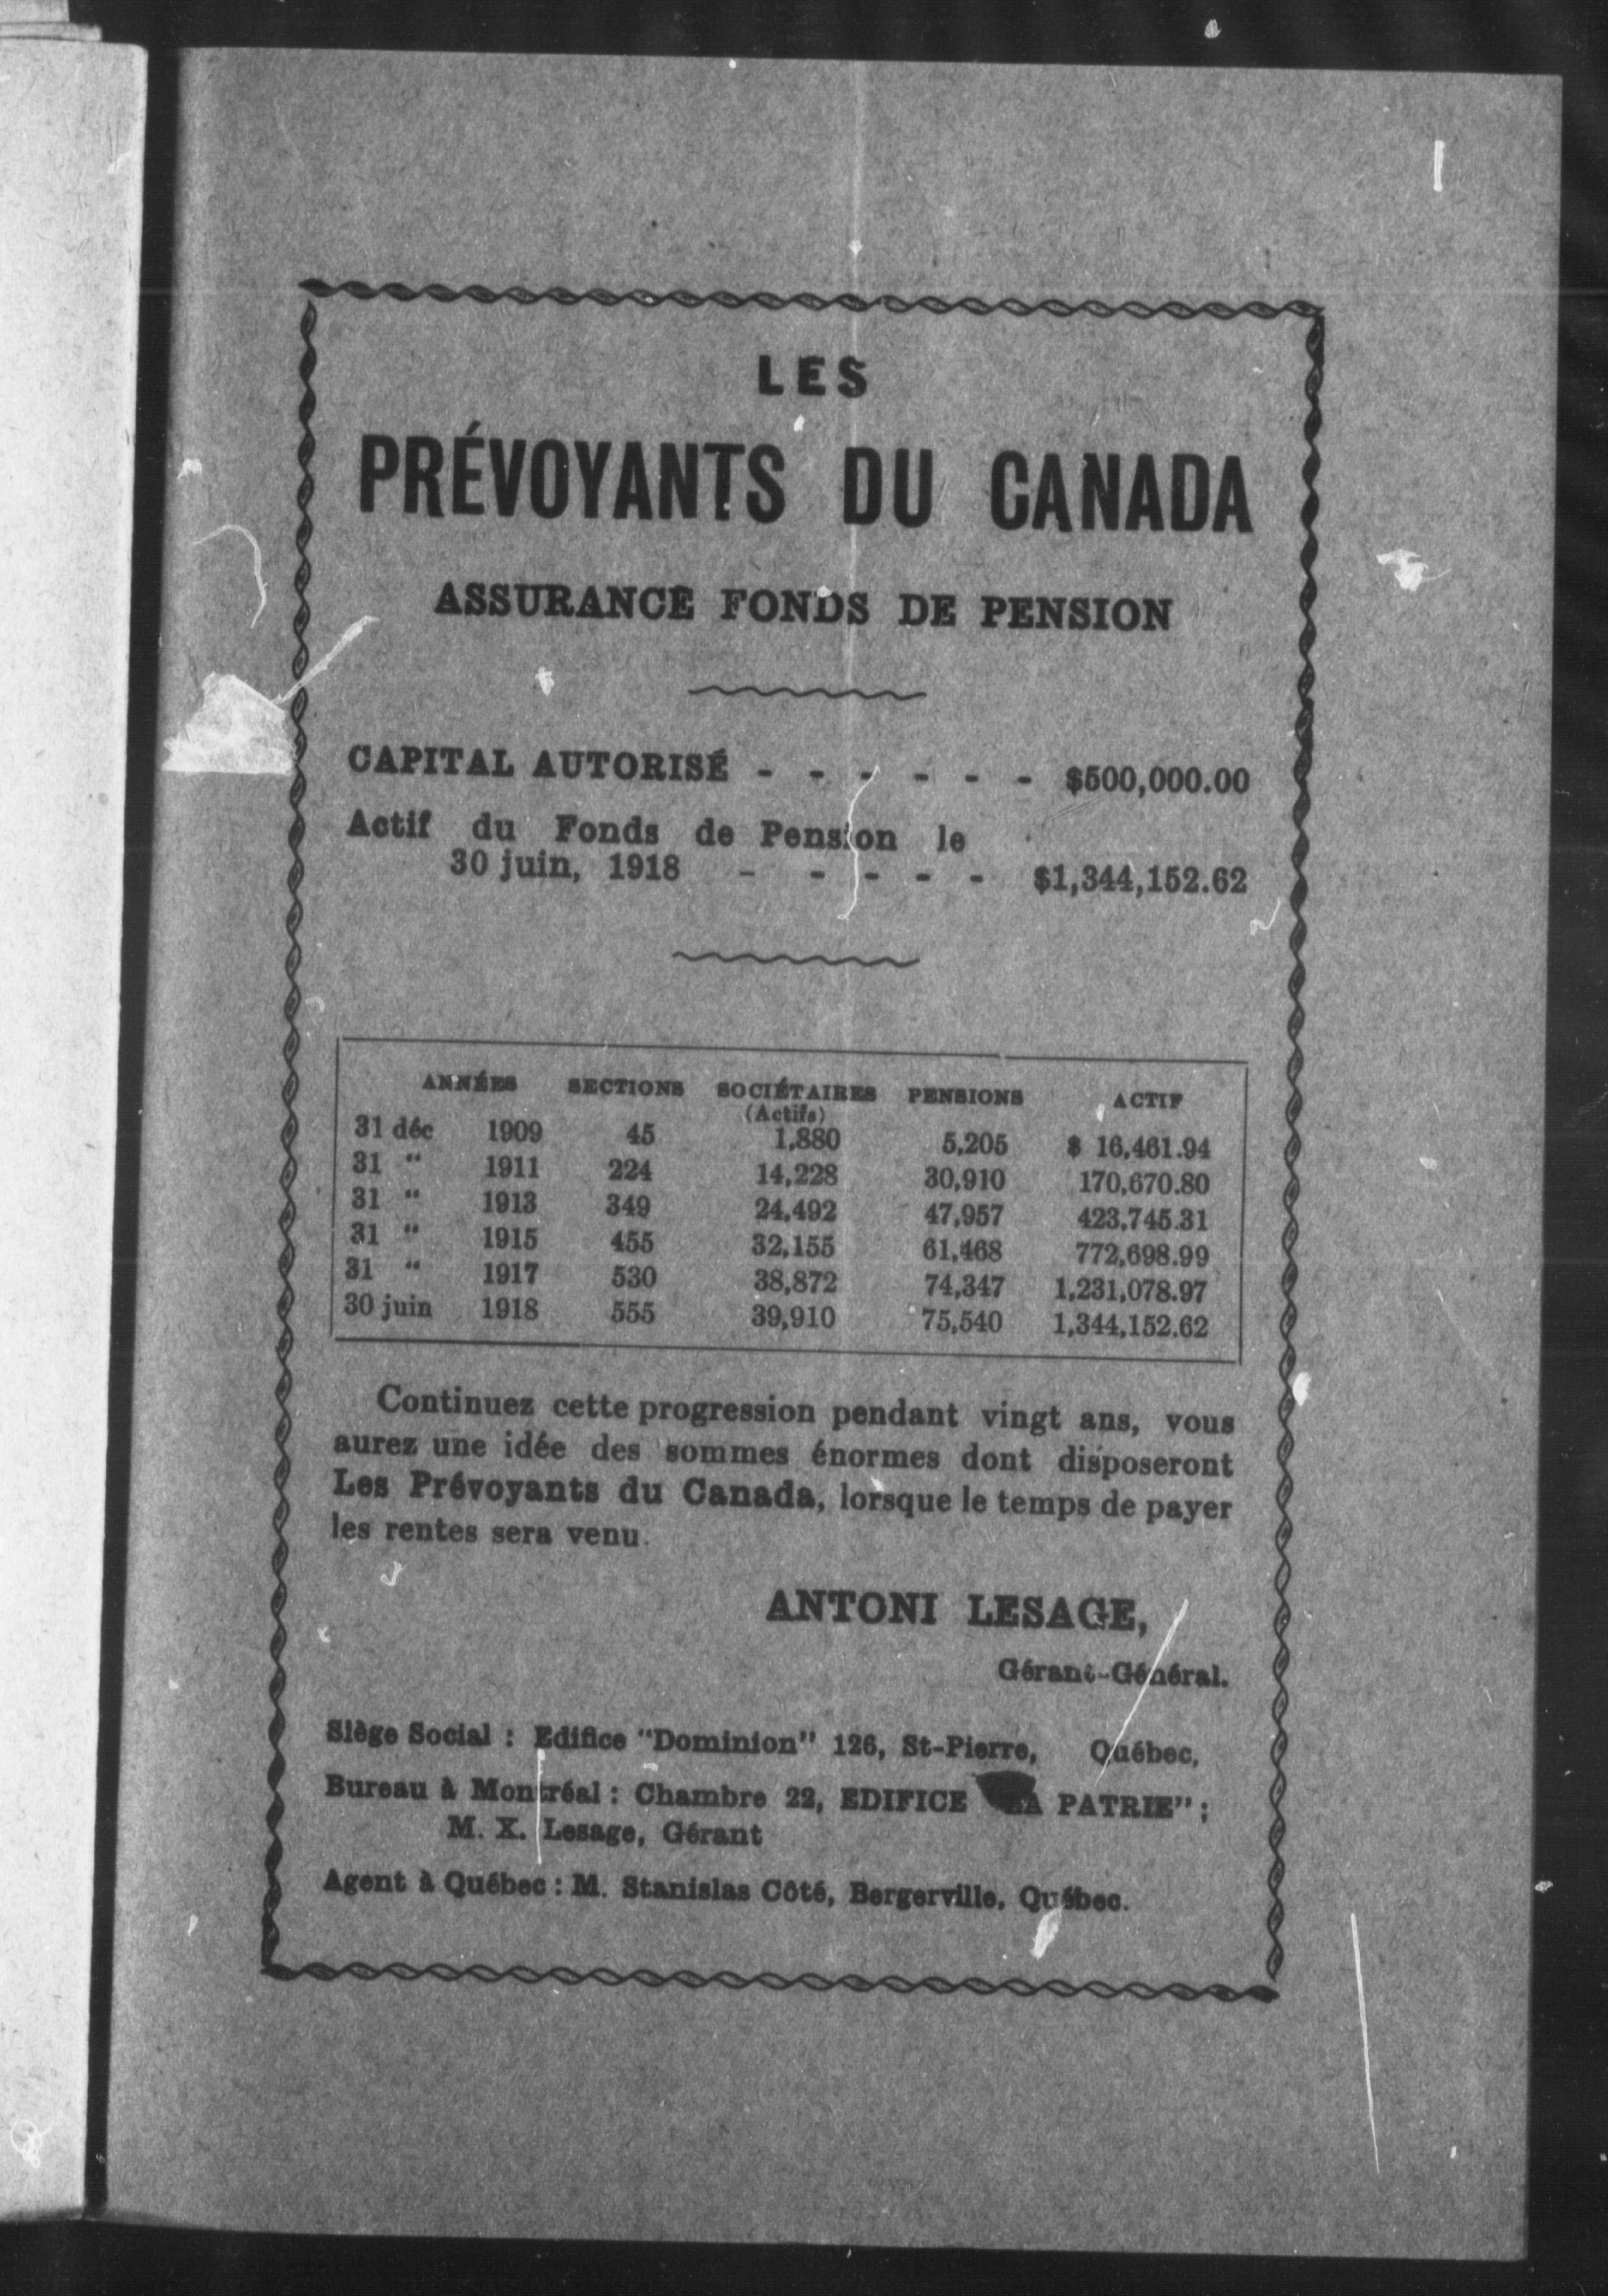 LES
PRÉVOYANTS DU CANADA
ASSURANCE FONDS DE PENSION
CAPITAL AUTORISÉ - - - - - - $500,000.00
Actif du Fonds de Pension le
30 juin, 1918 - - - - - $1,344,152.62
ANNÉES SECTIONS SOCIÉTAIRES PENSIONS ACTIF
(Actifs)
31 déc 1909 45 1,880 5,205 $ 16,461.94
31 " 1911 224 14,228 30,910 170,670.80
31 " 1913 349 24,492 47,957 423,745.31
31 " 1915 455 32,155 61,468 772,698.99
31 " 1917 530 38,872 74,347 1,231,078.97
30 juin 1918 555 39,910 75,540 1,344,152.62
Continuez cette progression pendant vingt ans, vous
aurez une idée des sommes énormes dont disposeront
Les Prévoyants du Canada, lorsque le temps de payer
les rentes sera venu.
ANTONI LESAGE,
Gérant-Général.
Siège Social : Edifice "Dominion" 126, St-Pierre, Québec,
Bureau à Montréal : Chambre 22, EDIFICE LA PATRIE" ;
M. X. Lesage, Gérant
Agent à Québec : M. Stanislas Côté, Bergerville, Québec.